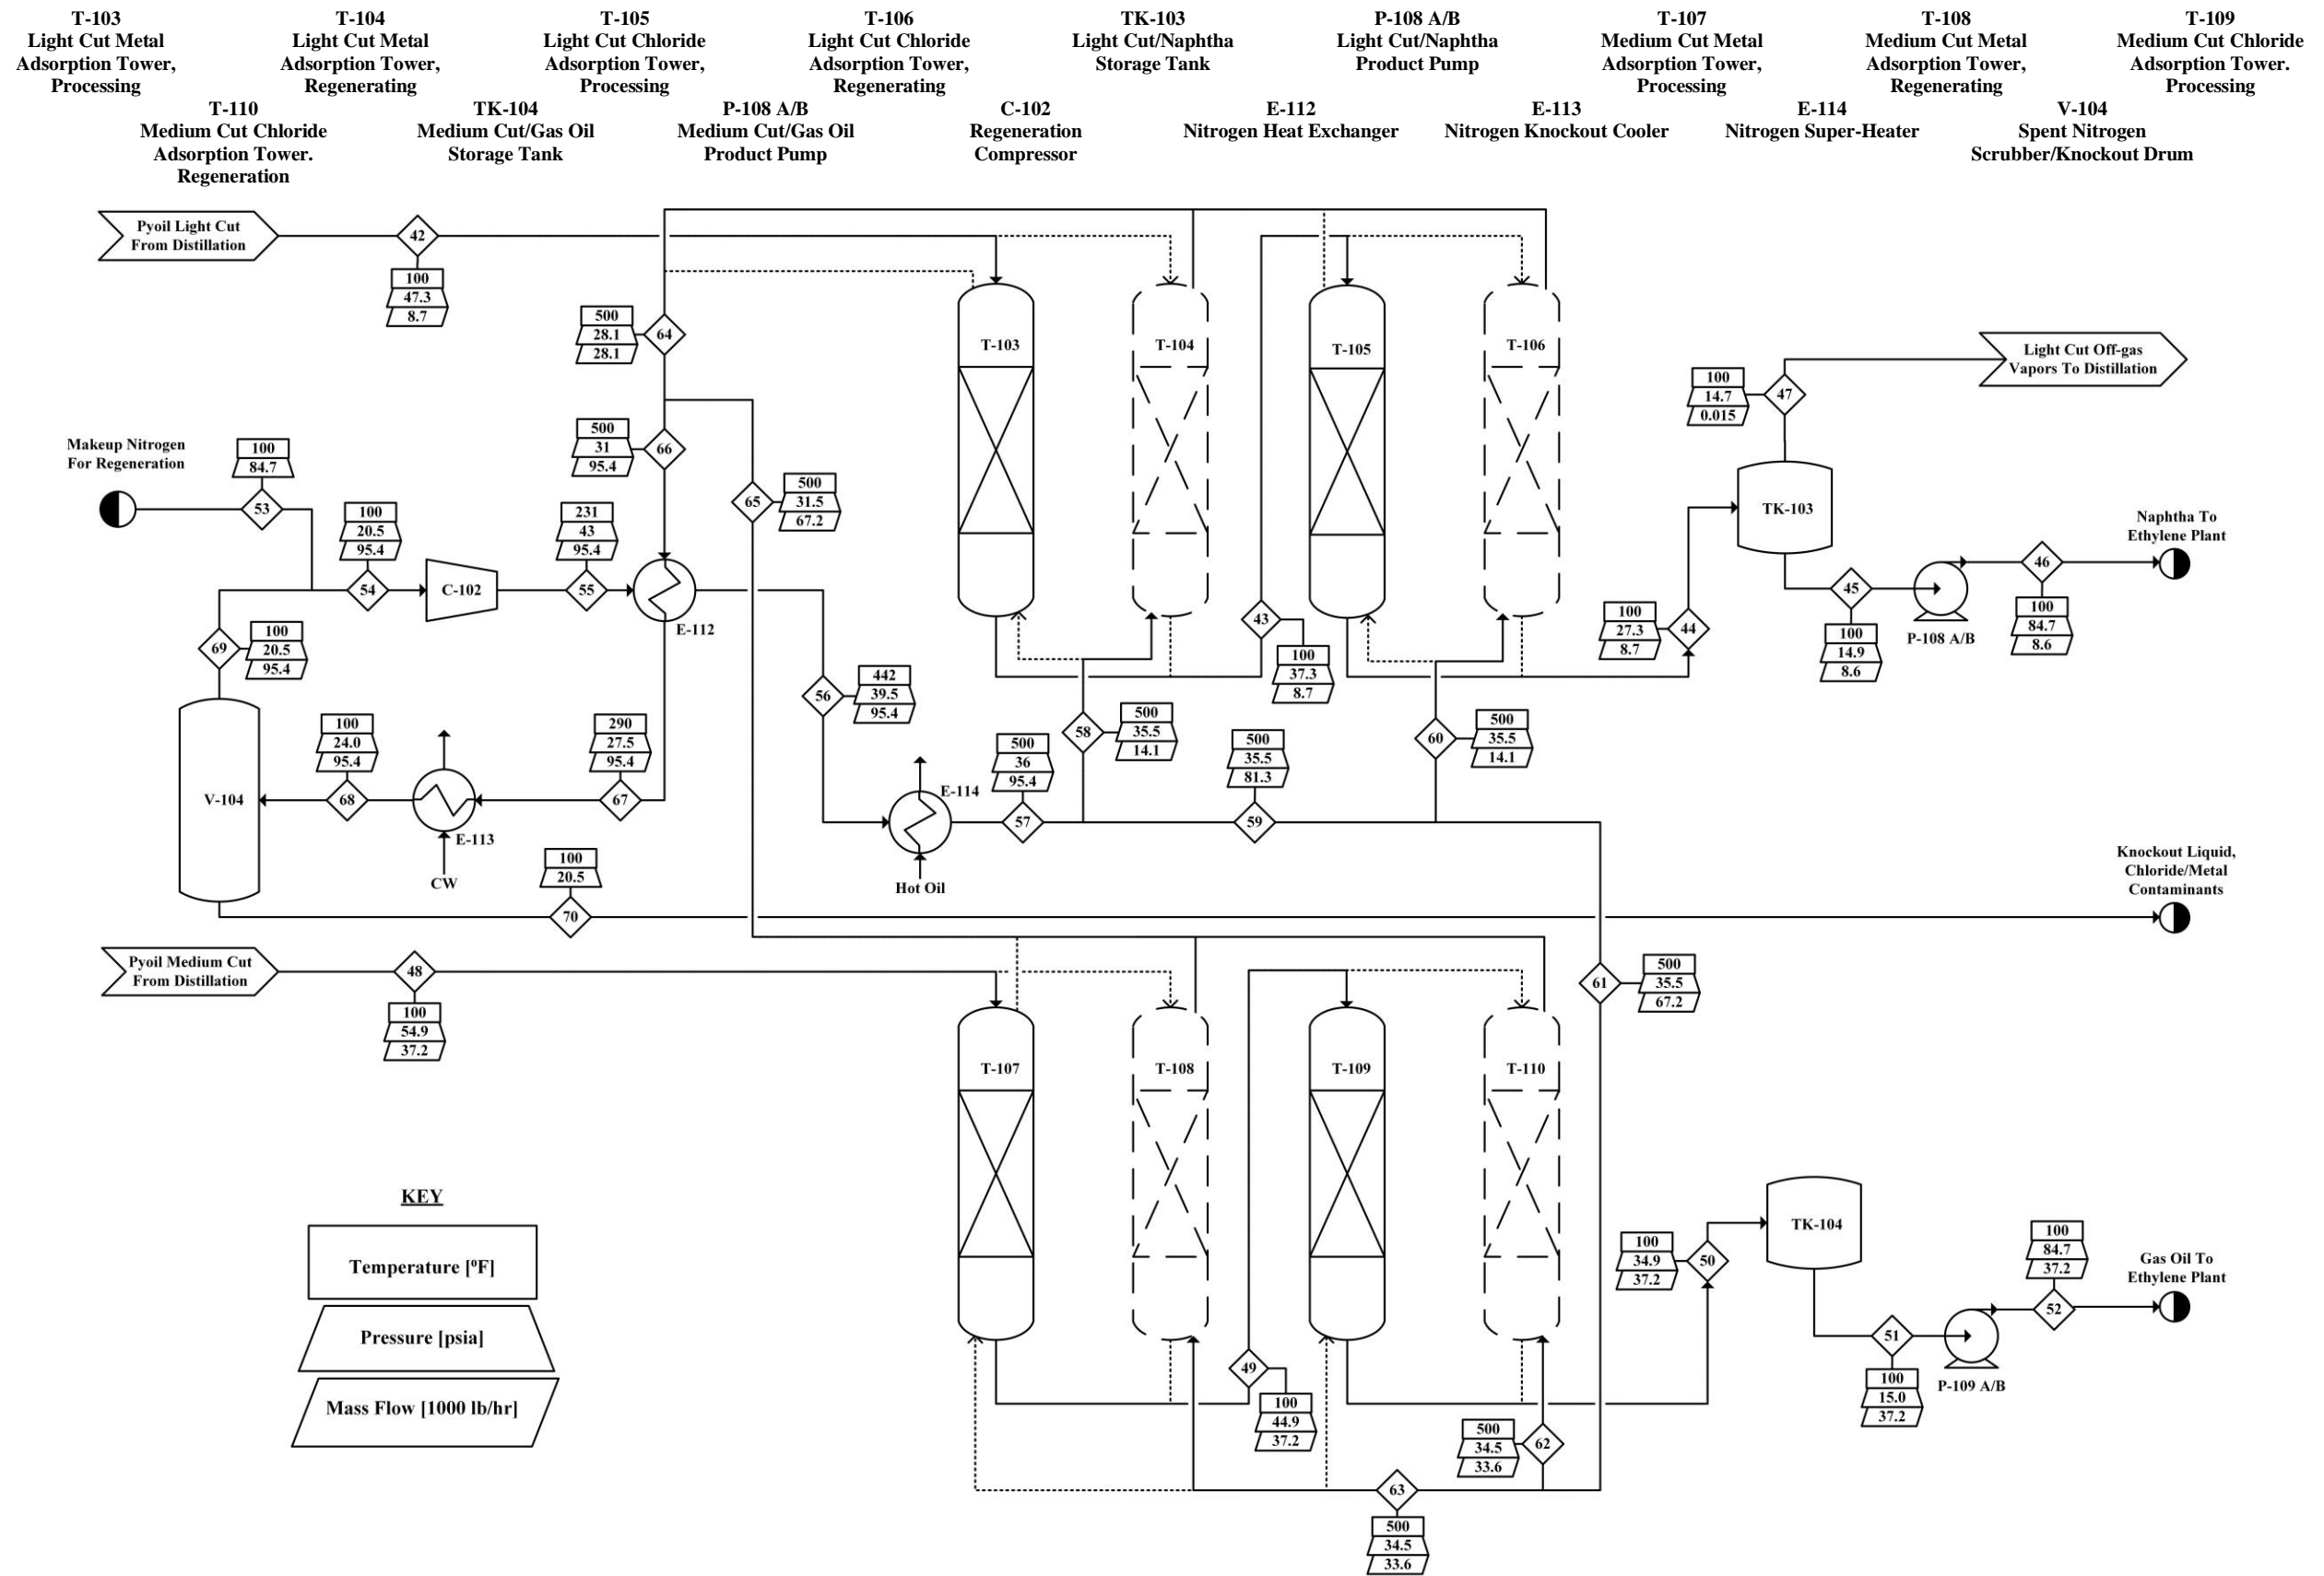 T-103
Light Cut Metal
Adsorption Tower,
Processing
T-104
Light Cut Metal
Adsorption Tower,
Regenerating
T-105
Light Cut Chloride
Adsorption Tower,
Processing
T-106
Light Cut Chloride
Adsorption Tower,
Regenerating
TK-103
Light Cut/Naphtha
Storage Tank
P-108 A/B
Light Cut/Naphtha
Product Pump
T-107
Medium Cut Metal
Adsorption Tower,
Processing
T-108
Medium Cut Metal
Adsorption Tower,
Regenerating
T-109
Medium Cut Chloride
Adsorption Tower.
Processing
T-110
Medium Cut Chloride
Adsorption Tower.
Regeneration
TK-104
Medium Cut/Gas Oil
Storage Tank
P-108 A/B
Medium Cut/Gas Oil
Product Pump
C-102
Regeneration
Compressor
E-112
Nitrogen Heat Exchanger
E-113
Nitrogen Knockout Cooler
E-114
Nitrogen Super-Heater
V-104
Spent Nitrogen
Scrubber/Knockout Drum
Pyoil Light Cut
From Distillation
42
100
47.3
8.7
500
28.1
28.1
64
T-103
T-104
T-105
T-106
Light Cut Off-gas
Vapors To Distillation
100
14.7
0.015
47
Makeup Nitrogen
For Regeneration
100
84.7
53
500
31
95.4
66
65
500
31.5
67.2
100
20.5
95.4
54
C-102
231
43
95.4
55
E-112
TK-103
Naphtha To
Ethylene Plant
45
100
14.9
8.6
P-108 A/B
46
100
84.7
8.6
69
100
20.5
95.4
43
100
37.3
8.7
100
27.3
8.7
44
56
442
39.5
95.4
V-104
100
24.0
95.4
68
E-113
CW
290
27.5
95.4
67
E-114
Hot Oil
500
36
95.4
57
58
500
35.5
14.1
500
35.5
81.3
59
60
500
35.5
14.1
100
20.5
70
Knockout Liquid,
Chloride/Metal
Contaminants
Pyoil Medium Cut
From Distillation
48
100
54.9
37.2
61
500
35.5
67.2
T-107
T-108
T-109
T-110
KEY
Temperature [⁰F]
Pressure [psia]
Mass Flow [1000 lb/hr]
49
100
44.9
37.2
500
34.5
33.6
62
63
500
34.5
33.6
100
34.9
37.2
50
TK-104
51
100
15.0
37.2
P-109 A/B
100
84.7
37.2
52
Gas Oil To
Ethylene Plant